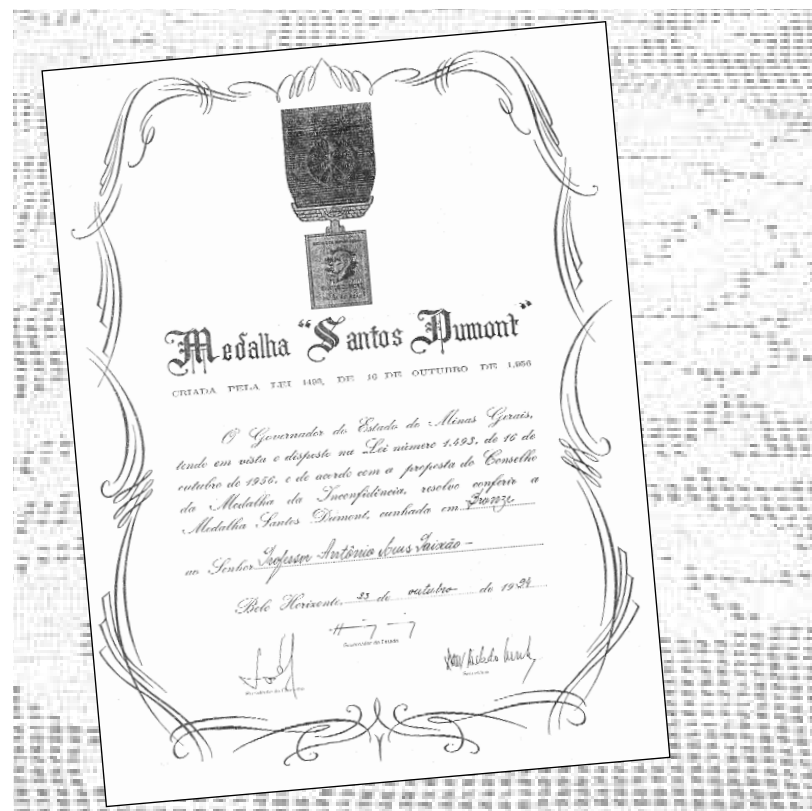 Medalha "Santos Dumont"
CRIADA PELA LEI 1493, DE 16 DE OUTUBRO DE 1.956
O Governador do Estado de Minas Gerais,
tendo em vista o disposto na Lei número 1.493, de 16 de
outubro de 1956, e de acordo com a proposta do Conselho
da Medalha da Inconfidência, resolve conferir a
Medalha Santos Dumont, cunhada em Bronze
ao Senhor Professor Antônio Paixão
Belo Horizonte, 23 de outubro de 1994
Governador do Estado